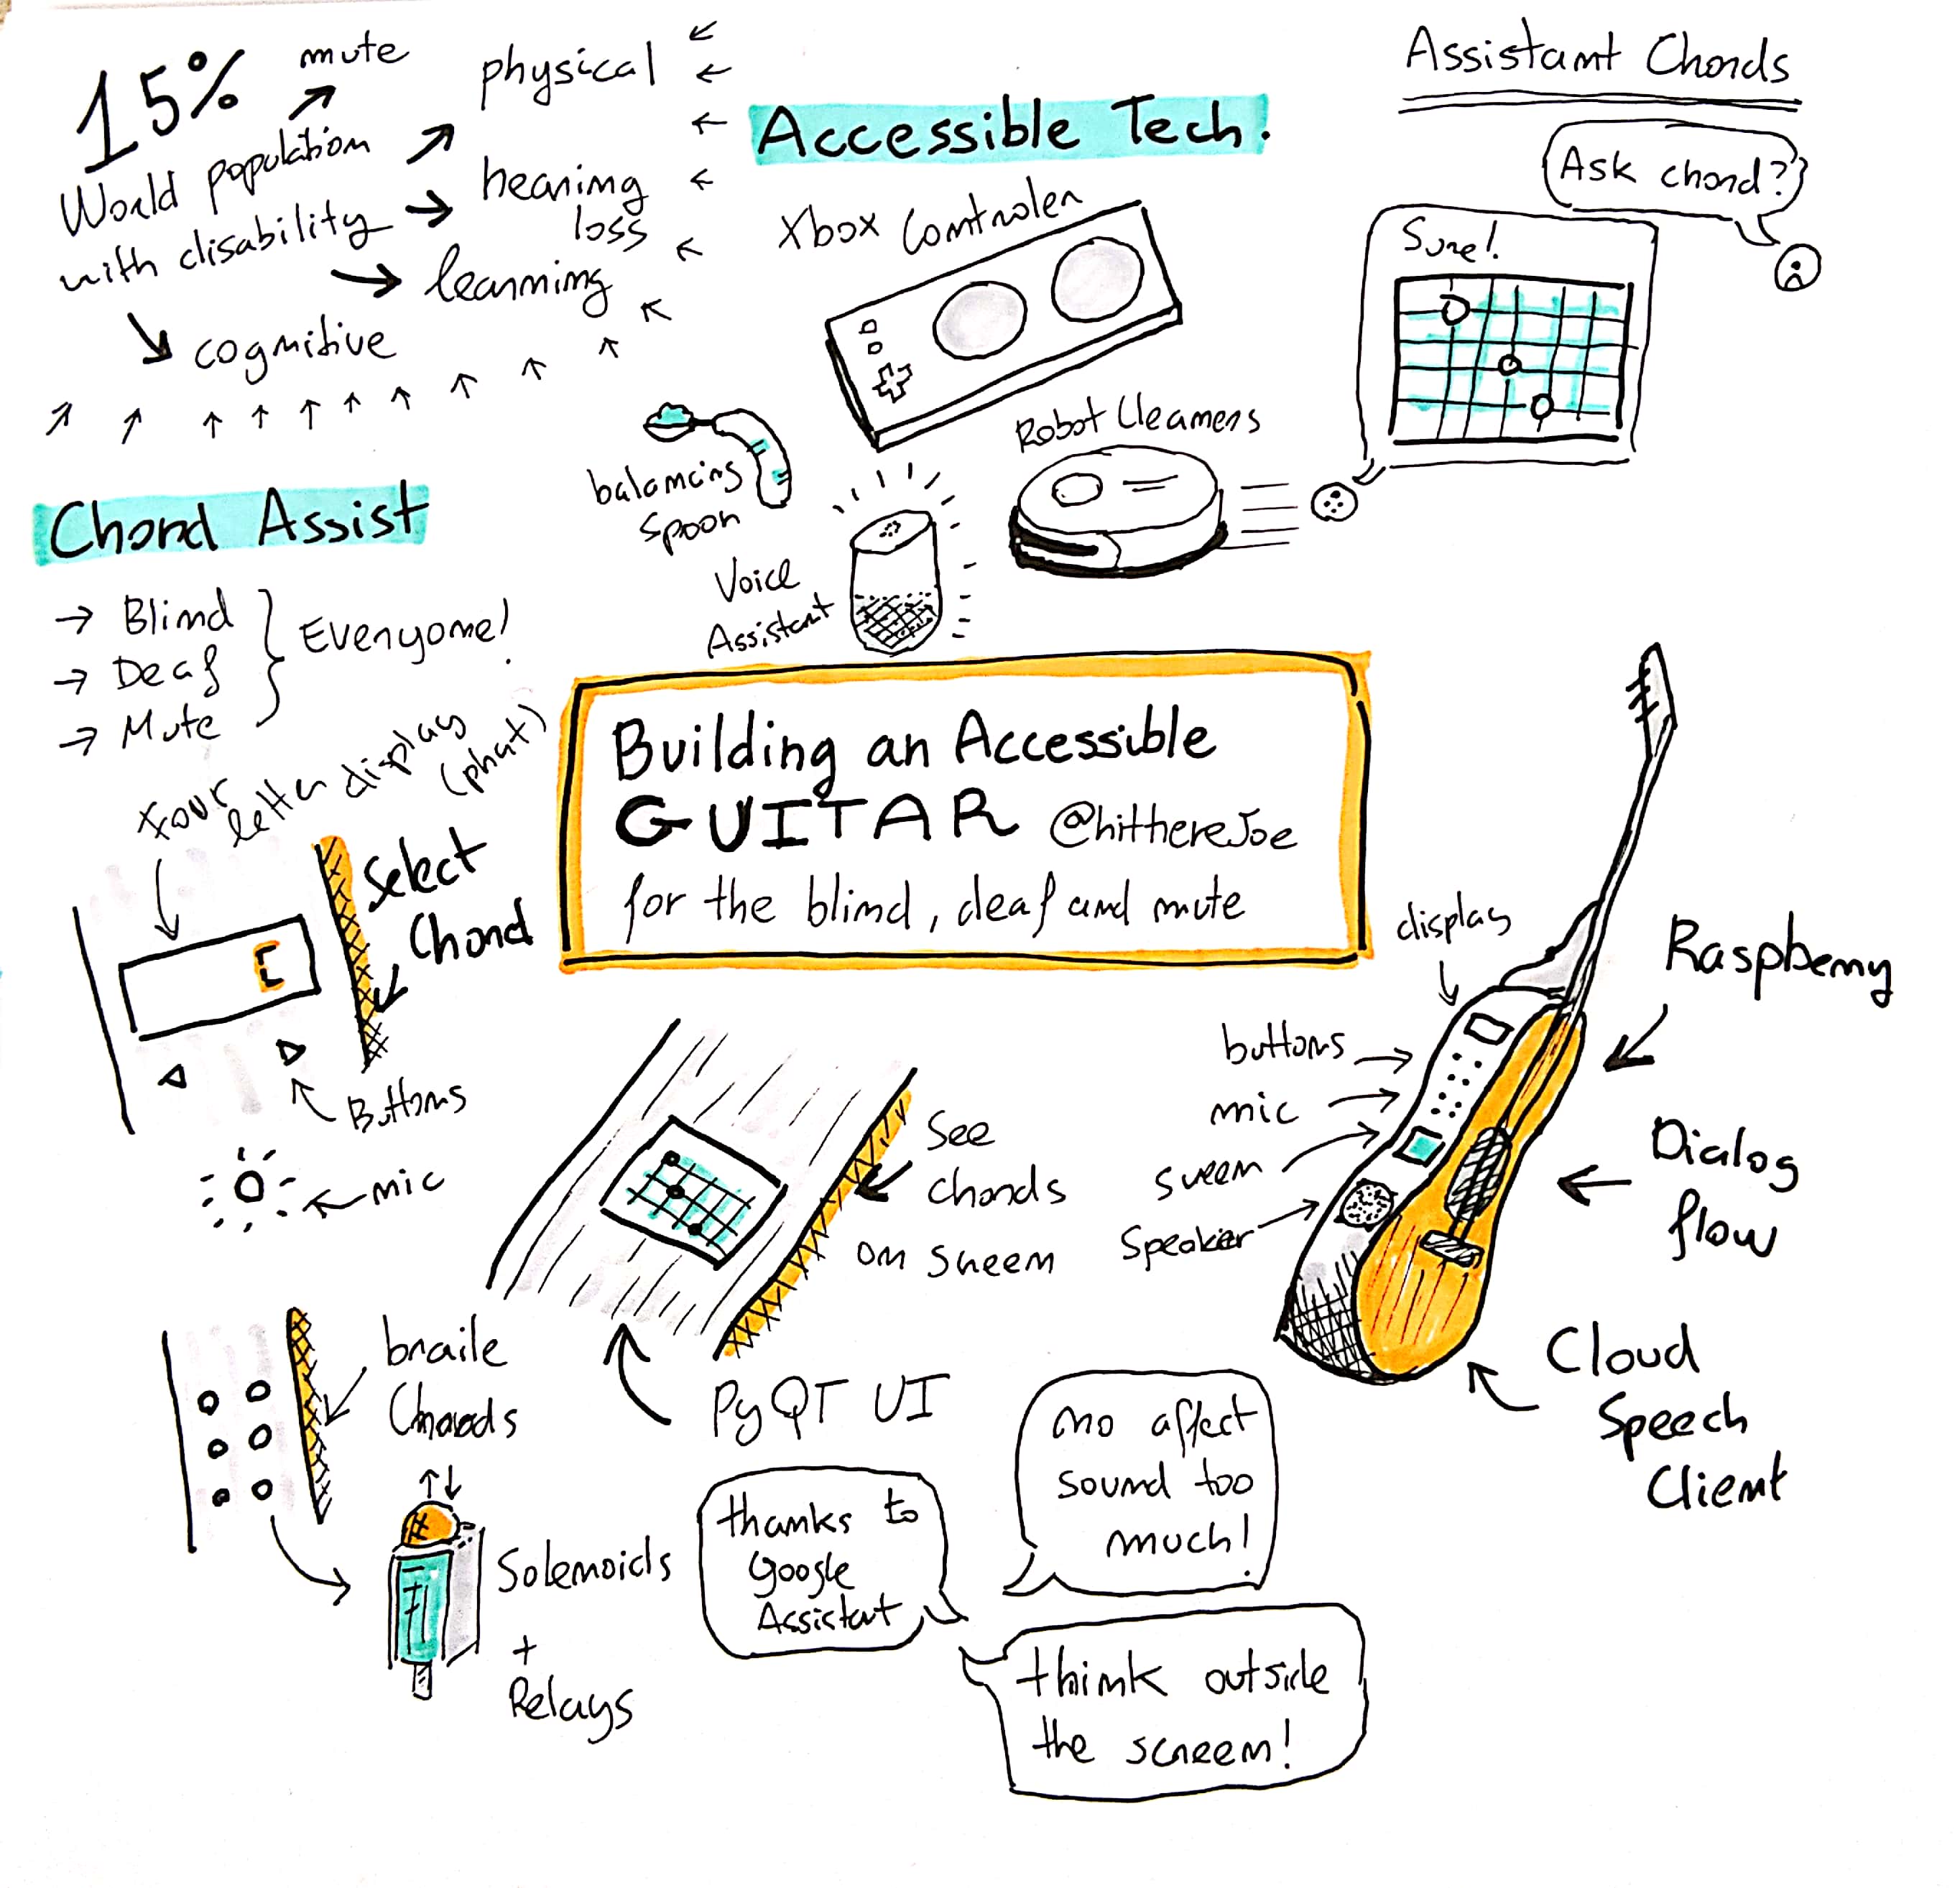 15%
World population
with disability
mute
physical
hearing
loss
learning
cognitive
Accessible Tech.
Xbox Controler
balancing
spoon
Voice
Assistant
Robot Cleaners
Assistant Chords
Ask chord?
Sure!
Chord Assist
→ Blind
→ Deaf
→ Mute
Everyone!
four
letter display
(phat)
Select
Chord
C
Buttons
mic
Building an Accessible
GUITAR @hithereJoe
for the blind, deaf and mute
See
chords
on screen
PyQT UI
display
buttons
mic
screen
Speaker
Raspberry
Dialog
flow
Cloud
Speech
Client
braile
Chords
Solenoids
+
Relays
thanks to
Google
Assistant
no affect
sound too
much!
think outside
the screen!